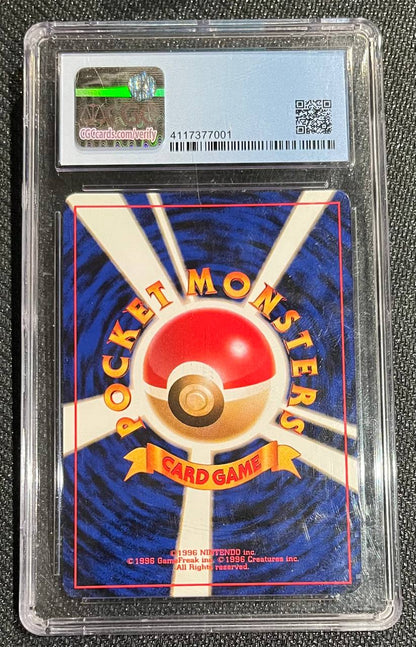 CGCcards.com/verify
4117377001
POCKET MONSTERS
CARD GAME
©1996 NINTENDO inc.
©1996 GameFreak inc. ©1996 Creatures inc.
All Rights reserved.